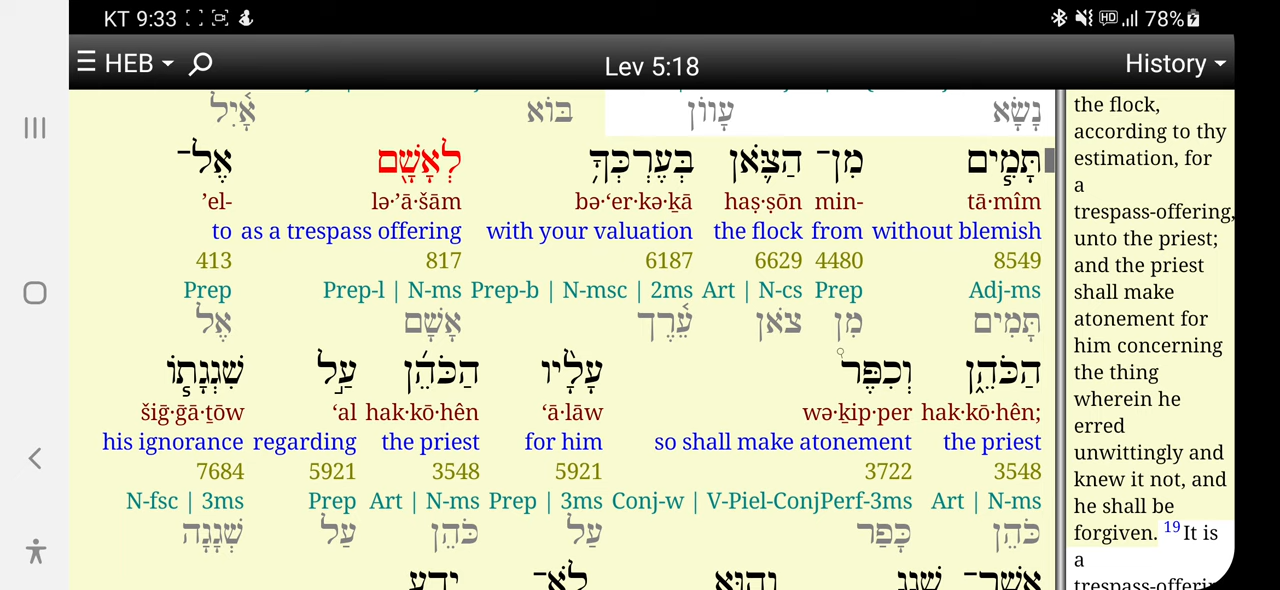 KT 9:33
HD 78%
HEB
Lev 5:18
History
נָשָׂא עָווֹן בּוֹא אַ֫יִל
תָּמִ֧ים מִן־ הַצֹּ֛אן בְּעֶרְכְּךָ֥ לְאָשָׁ֖ם אֶל־
tā·mîm min- haṣ·ṣōn bə·‘er·kə·ḵā lə·’ā·šām ’el-
without blemish from the flock with your valuation as a trespass offering to
8549 4480 6629 6187 817 413
Adj-ms Prep Art | N-cs Prep-b | N-msc | 2ms Prep-l | N-ms Prep
תָּמִים מִן צֹאן עֵ֫רֶך אָשָׁם אֶל
הַכֹּהֵ֑ן וְכִפֶּר֩ עָלָ֨יו הַכֹּהֵ֜ן עַ֣ל שִׁגְגָת֧וֹ
hak·kō·hên; wə·ḵip·per ‘ā·lāw hak·kō·hên ‘al šiḡ·ḡā·ṯōw
the priest so shall make atonement for him the priest regarding his ignorance
3548 3722 5921 3548 5921 7684
Art | N-ms Conj-w | V-Piel-ConjPerf-3ms Prep | 3ms Art | N-ms Prep N-fsc | 3ms
כֹּהֵן כָּפַר עַל כֹּהֵן עַל שְׁגָגָה
אֲשֶׁר־ שָׁגָ֛ג וְה֥וּא לֹֽא־ יָדַ֖ע
the flock,
according to thy
estimation, for
a
trespass-offering,
unto the priest;
and the priest
shall make
atonement for
him concerning
the thing
wherein he
erred
unwittingly and
knew it not, and
he shall be
forgiven. 19 It is
a
trespass-offering